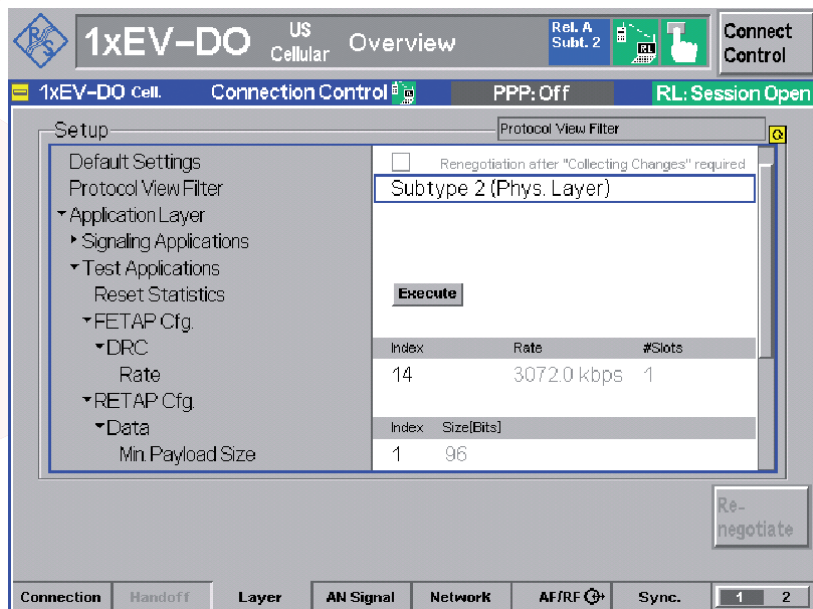 R&S
1xEV-DO US Cellular Overview
Rel. A
Subt. 2
RL
Connect
Control
1xEV-DO Cell. Connection Control PPP: Off RL: Session Open
Setup
Protocol View Filter
Default Settings
Renegotiation after "Collecting Changes" required
Protocol View Filter
Subtype 2 (Phys. Layer)
Application Layer
Signaling Applications
Test Applications
Reset Statistics
Execute
FETAP Cfg.
DRC
Index Rate #Slots
Rate
14 3072.0 kbps 1
RETAP Cfg.
Data
Index Size[Bits]
Min. Payload Size
1 96
Re-
negotiate
Connection Handoff Layer AN Signal Network AF/RF Sync. 1 2